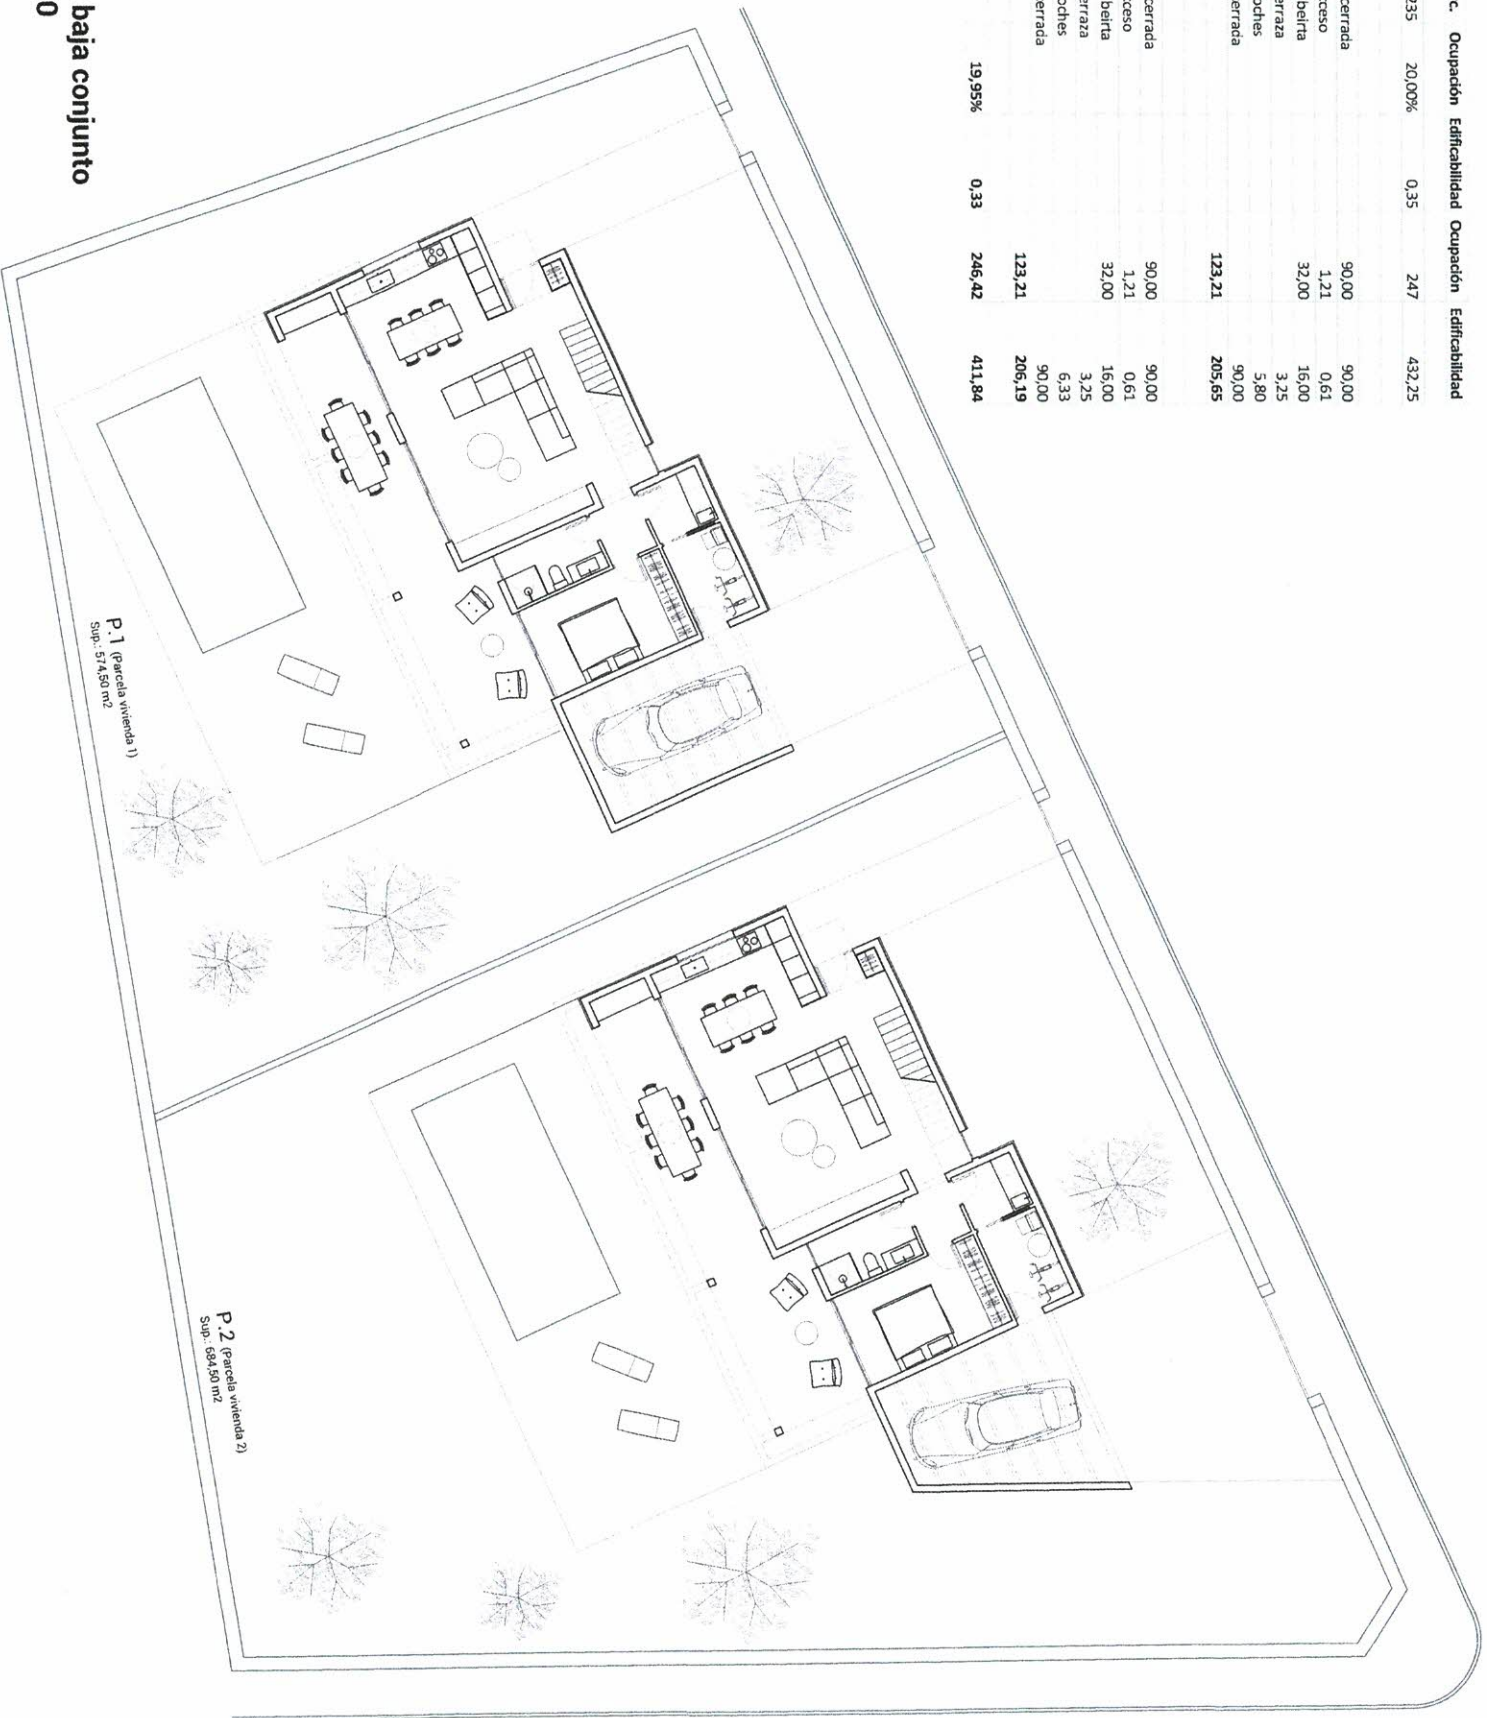 c. Ocupación Edificabilidad Ocupación Edificabilidad
235 20,00% 0,35 247 432,25
cerrada 90,00 90,00
ceso 1,21 0,61
beirta 32,00 16,00
erraza 3,25
oches 5,80
errada 90,00
123,21 205,65
cerrada 90,00 90,00
ceso 1,21 0,61
beirta 32,00 16,00
erraza 3,25
oches 6,33
errada 90,00
123,21 206,19
19,95% 0,33 246,42 411,84
P.1 (Parcela vivienda 1)
Sup.: 574,50 m2
P.2 (Parcela vivienda 2)
Sup.: 684,50 m2
baja conjunto
0